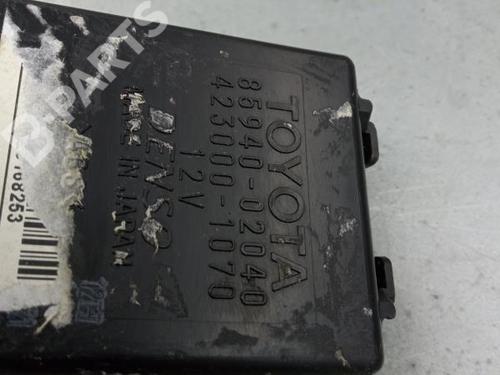 TOYOTA
85940-02040
423000-1070
12V
DENSO
MADE IN JAPAN
B-PARTS